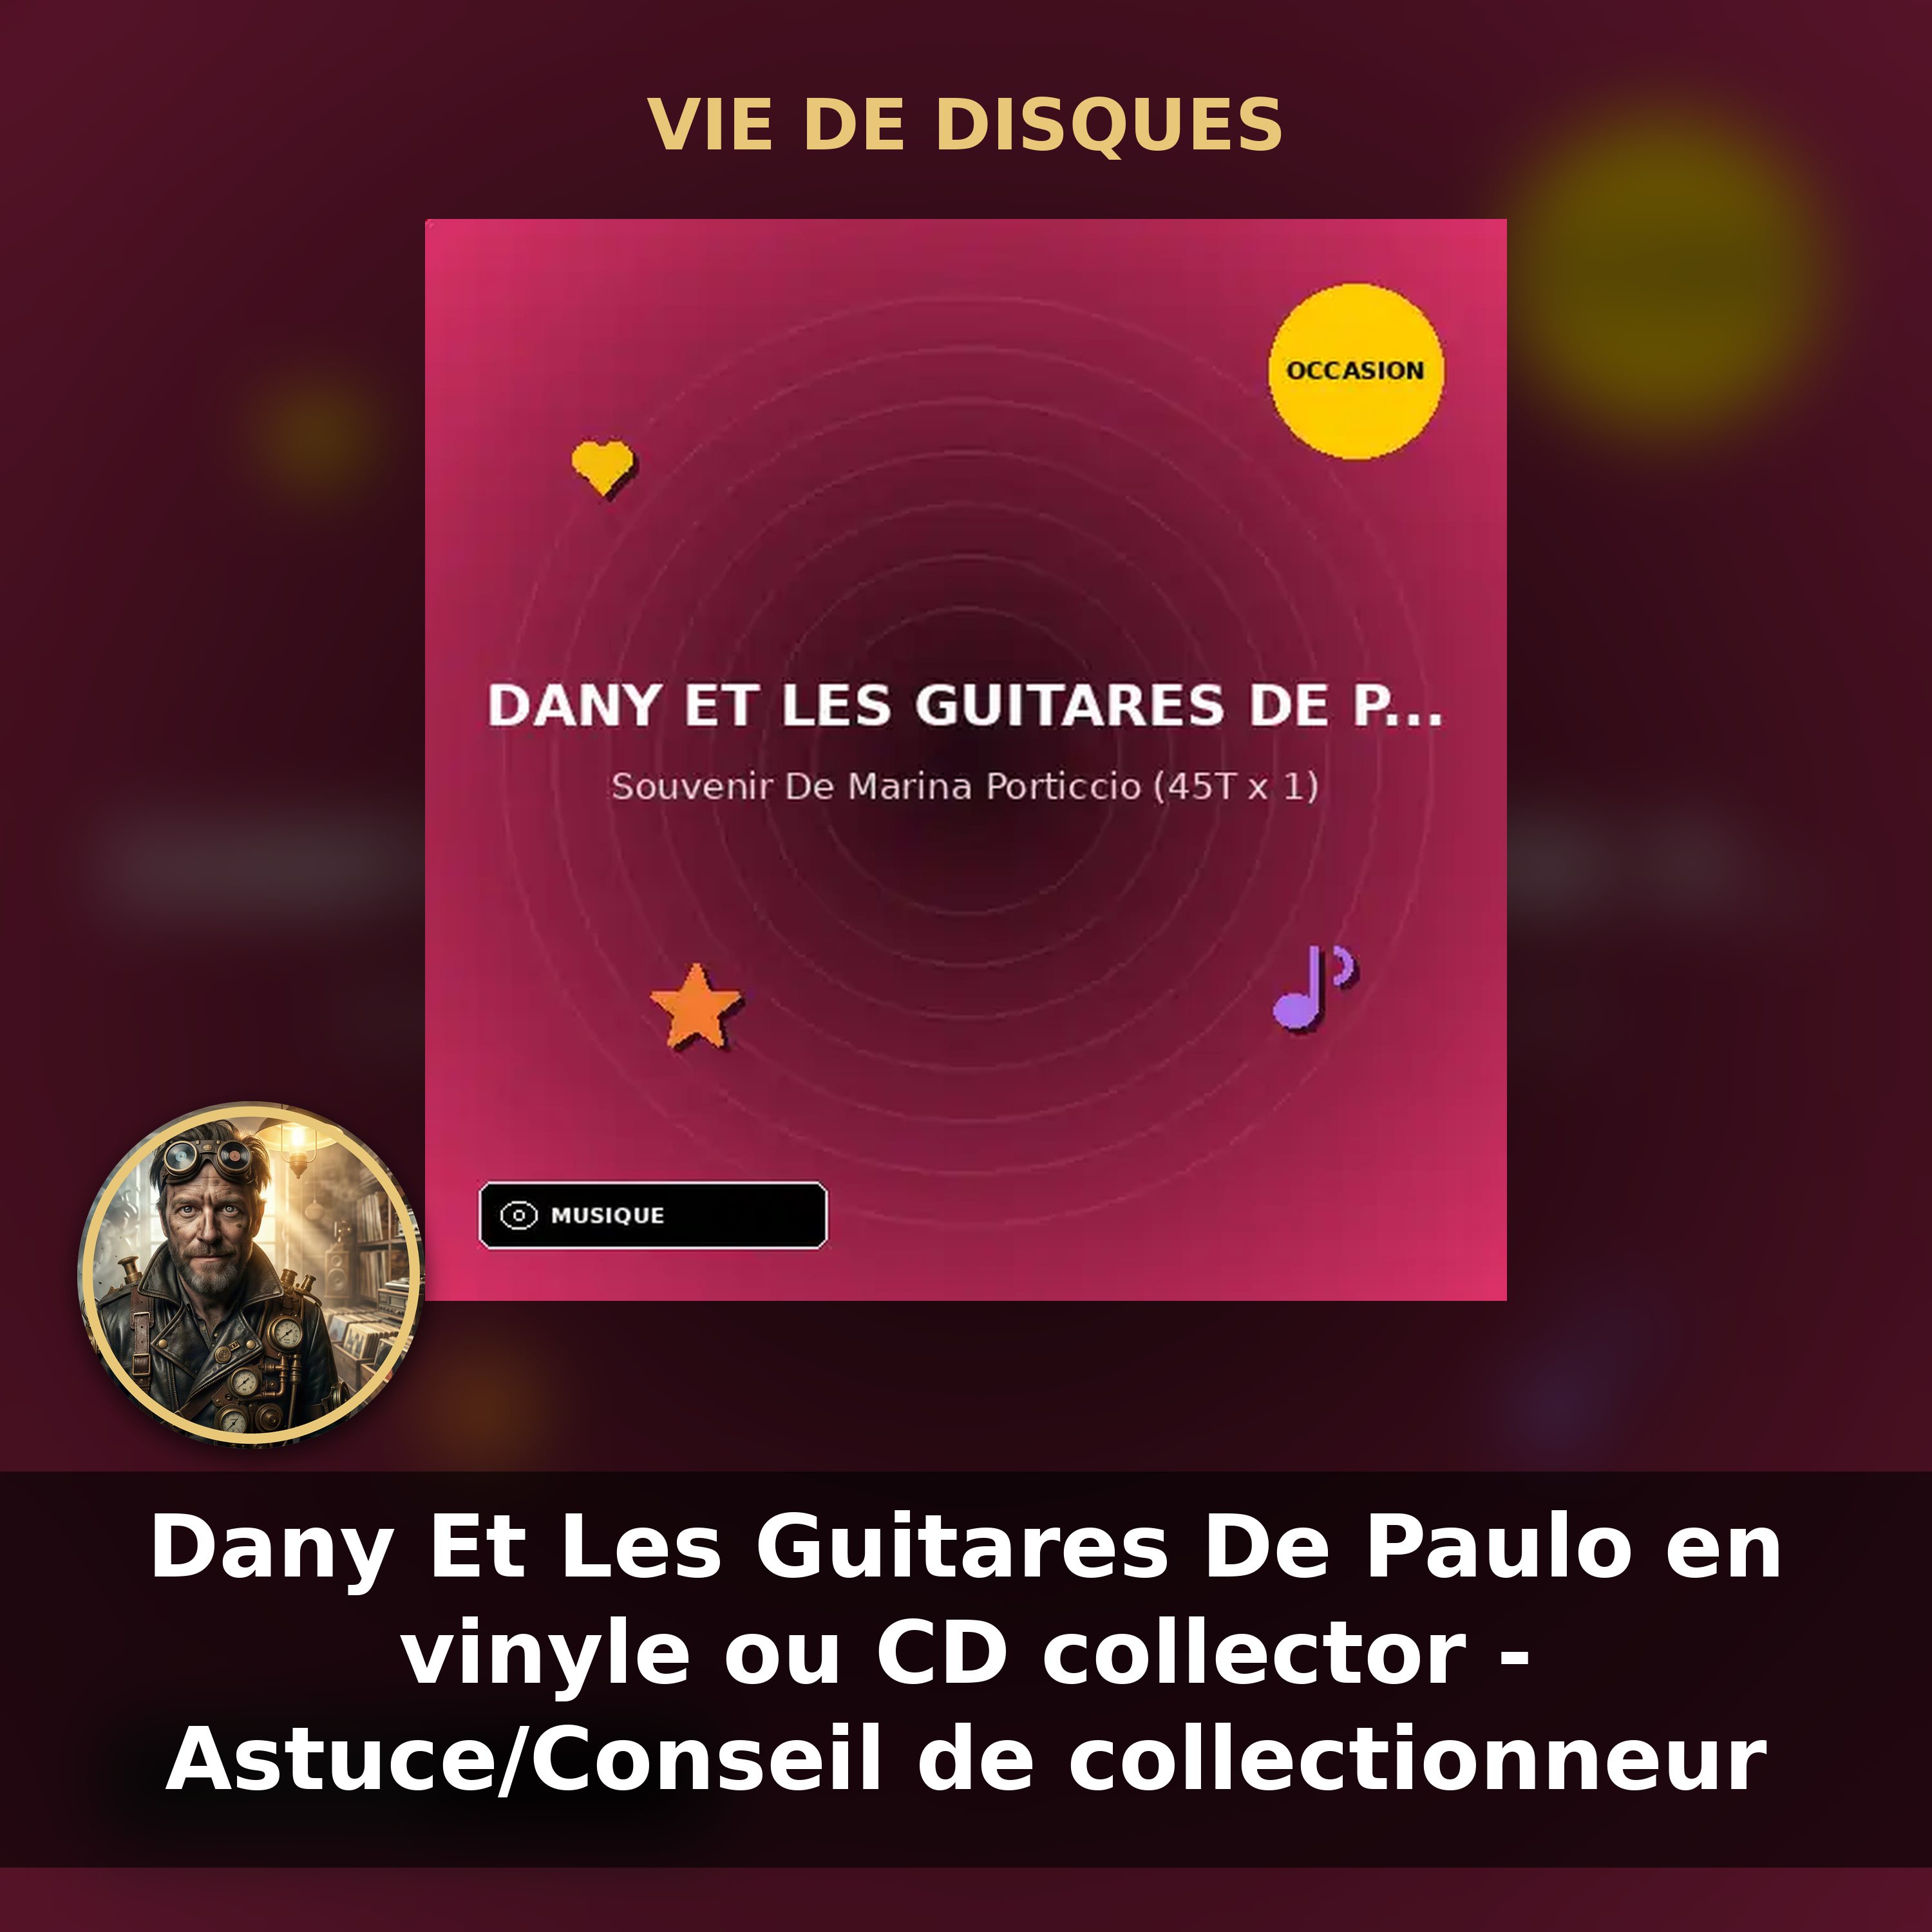 VIE DE DISQUES
OCCASION
DANY ET LES GUITARES DE P...
Souvenir De Marina Porticcio (45T x 1)
MUSIQUE
Dany Et Les Guitares De Paulo en
vinyle ou CD collector -
Astuce/Conseil de collectionneur